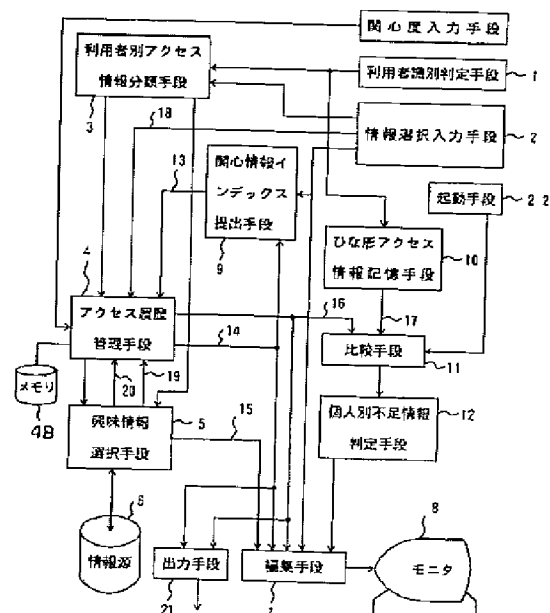 関心度入力手段
利用者別アクセス
情報分類手段
3
利用者識別判定手段
1
18
情報選択入力手段
2
13
関心情報イ
ンデックス
提出手段
9
起動手段
22
ひな形アクセス
情報記憶手段
10
4
アクセス履歴
管理手段
16
17
14
比較手段
11
メモリ
4B
20
19
興味情報
選択手段
5
15
個人別不足情報
判定手段
12
6
情報源
8
出力手段
21
編集手段
7
モニタ